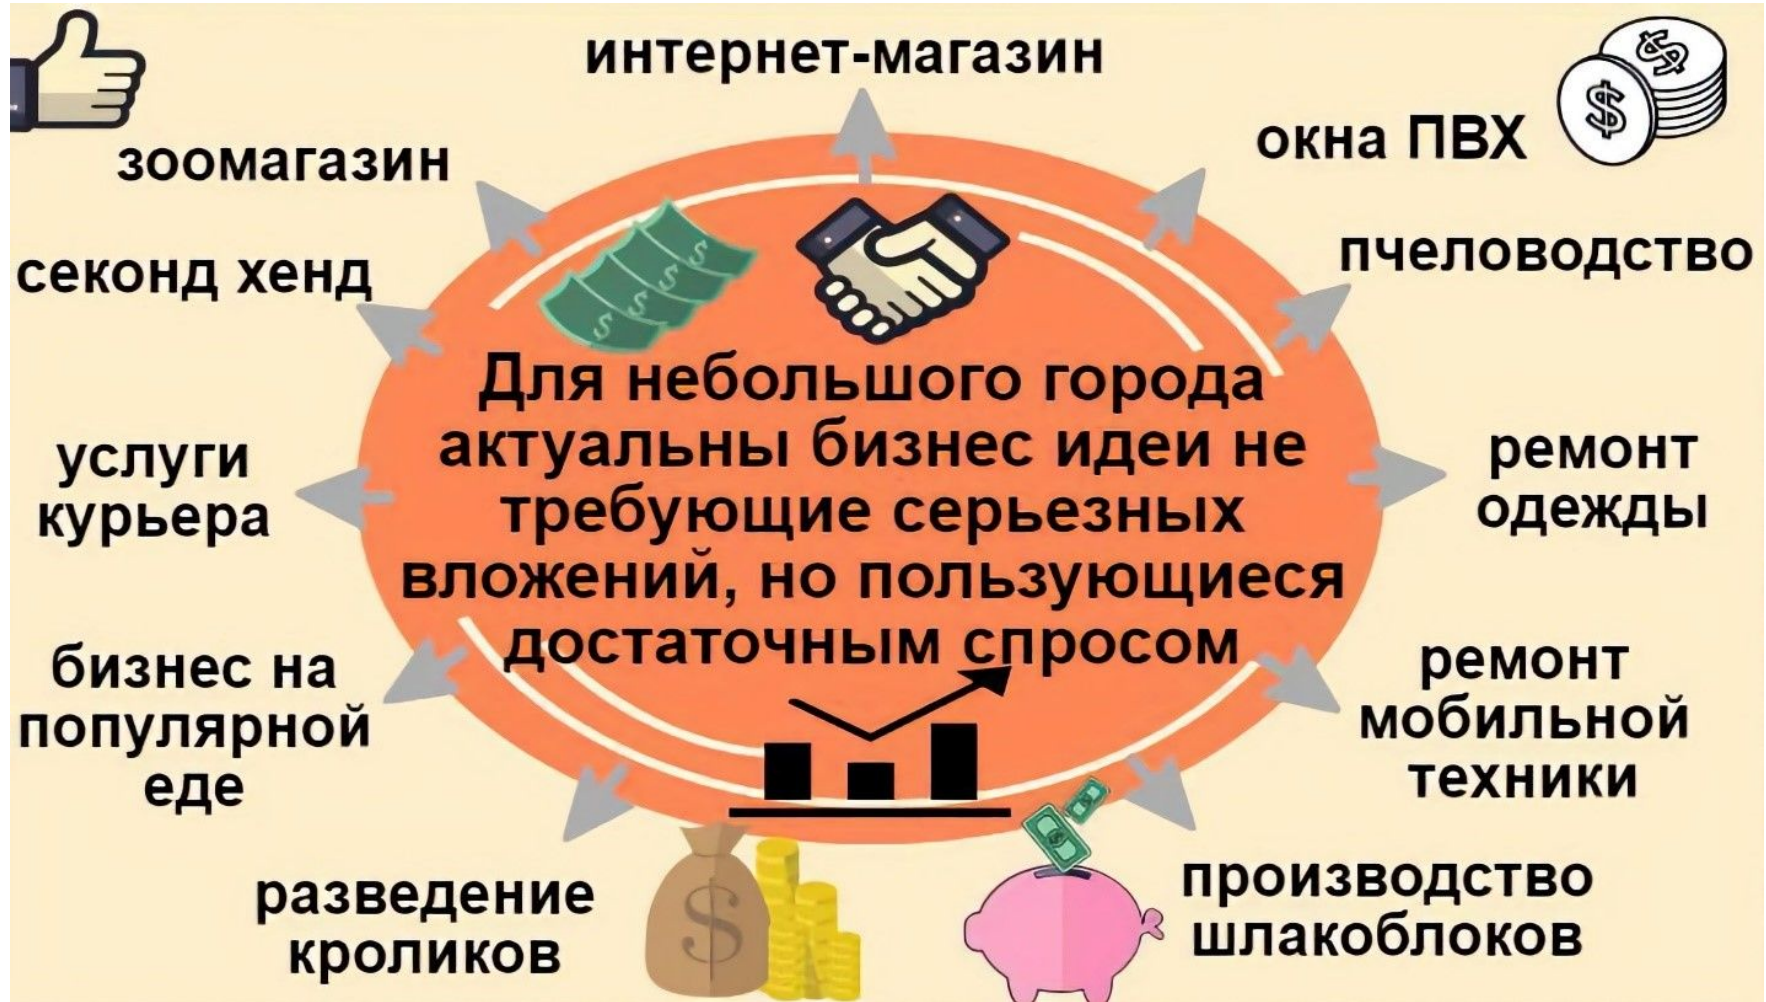 интернет-магазин
окна ПВХ
зоомагазин
пчеловодство
секонд хенд
Для небольшого города
актуальны бизнес идеи не
требующие серьезных
вложений, но пользующиеся
достаточным спросом
услуги
курьера
ремонт
одежды
бизнес на
популярной
еде
ремонт
мобильной
техники
разведение
кроликов
производство
шлакоблоков